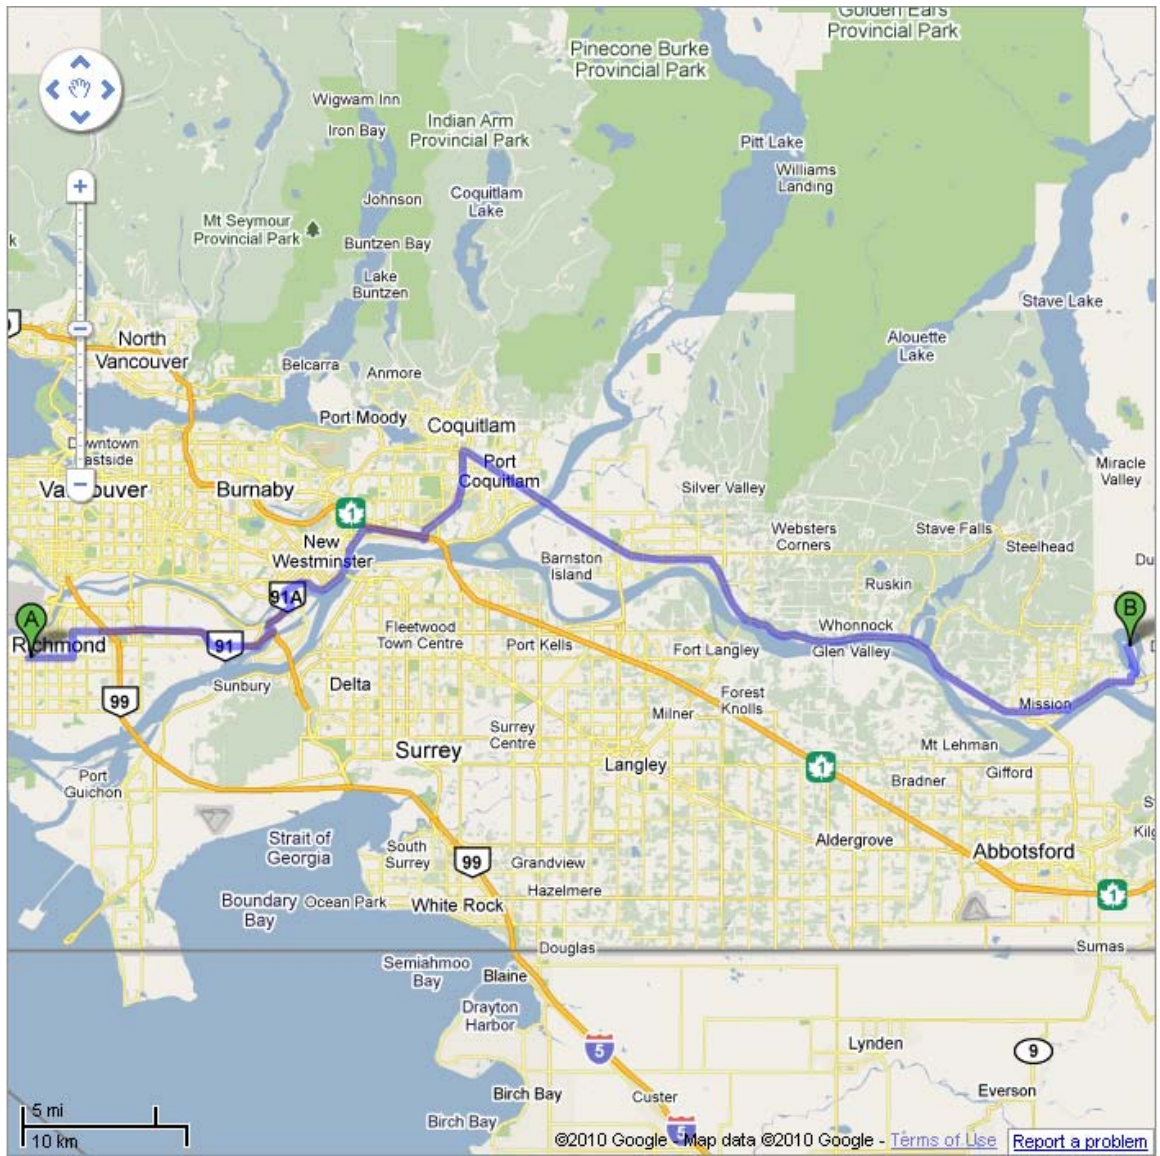 Golden Ears
Provincial Park
Pinecone Burke
Provincial Park
Wigwam Inn
Iron Bay
Indian Arm
Provincial Park
Pitt Lake
Williams
Landing
Johnson
Coquitlam
Lake
Mt Seymour
Provincial Park
k
Buntzen Bay
Lake
Buntzen
Stave Lake
Alouette
Lake
North
Vancouver
Belcarra
Anmore
Port Moody
Coquitlam
Downtown
Eastside
Port
Coquitlam
Miracle
Valley
Vancouver
Burnaby
Silver Valley
1
New
Westminster
Websters
Corners
Stave Falls
Steelhead
Barnston
Island
Du
Ruskin
91A
A
B
Richmond
91
Fleetwood
Town Centre
Port Kells
Whonnock
Fort Langley
Glen Valley
Sunbury
Delta
99
Forest
Knolls
Milner
Mission
Surrey
Centre
Surrey
Langley
Mt Lehman
Gifford
Bradner
1
Port
Guichon
Strait of
Georgia
South
Surrey
99
Grandview
Aldergrove
Abbotsford
Kilg
Hazelmere
Boundary
Bay
Ocean Park
White Rock
1
Douglas
Sumas
Semiahmoo
Bay
Blaine
Drayton
Harbor
5
Lynden
9
Everson
Birch Bay
Custer
Birch Bay
5
5 mi
10 km
©2010 Google - Map data ©2010 Google - Terms of Use
Report a problem